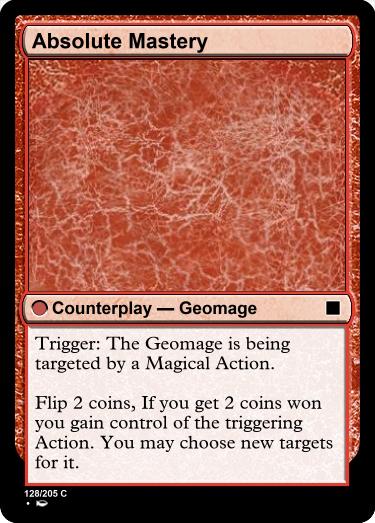 Absolute Mastery
Counterplay — Geomage
Trigger: The Geomage is being
targeted by a Magical Action.
Flip 2 coins, If you get 2 coins won
you gain control of the triggering
Action. You may choose new targets
for it.
128/205 C